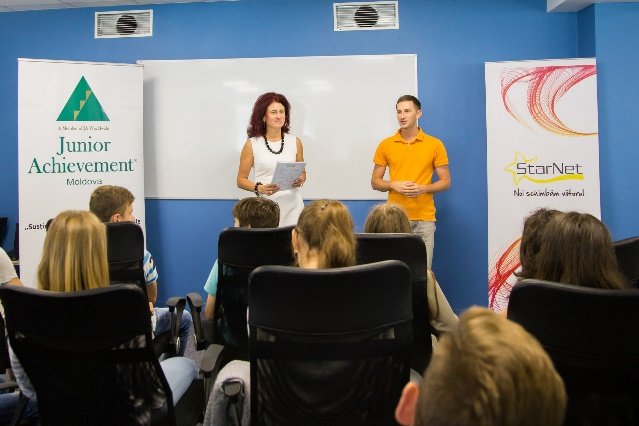 A Member of JA Worldwide
Junior
Achievement®
Moldova
StarNet
Noi schimbăm viitorul